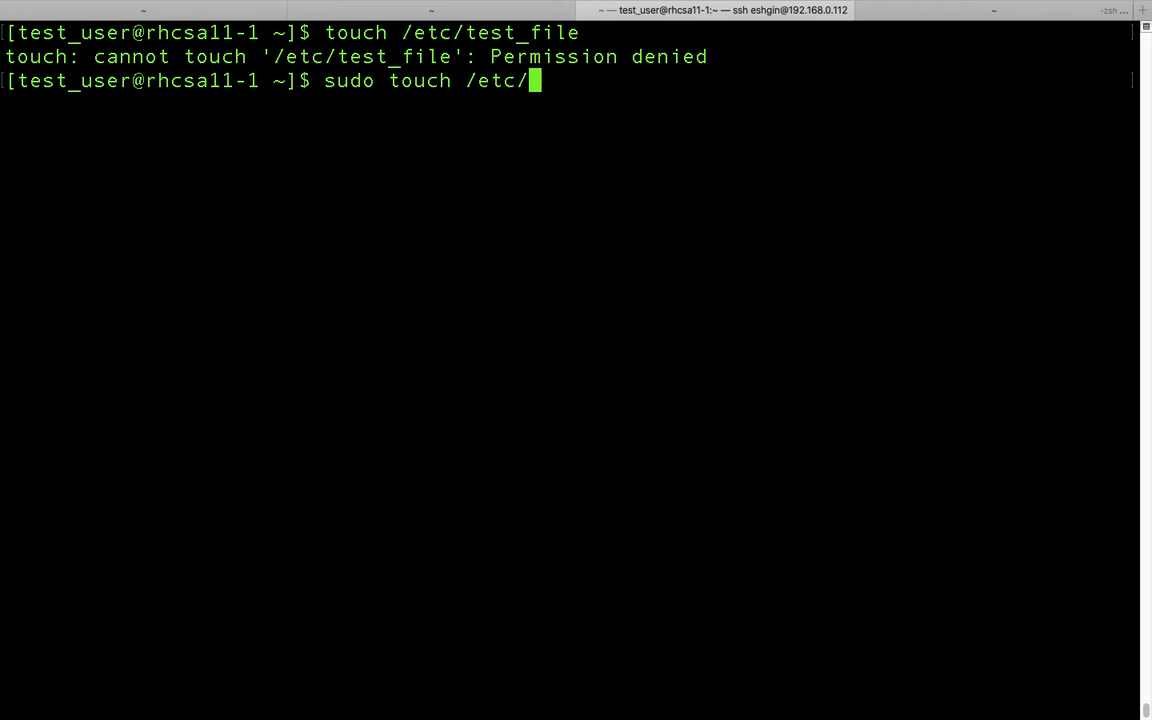 ~
~
~ — test_user@rhcsa11-1:~ — ssh eshgin@192.168.0.112
~
-zsh ...
+
[[test_user@rhcsa11-1 ~]$ touch /etc/test_file ]
touch: cannot touch '/etc/test_file': Permission denied
[[test_user@rhcsa11-1 ~]$ sudo touch /etc/ ]